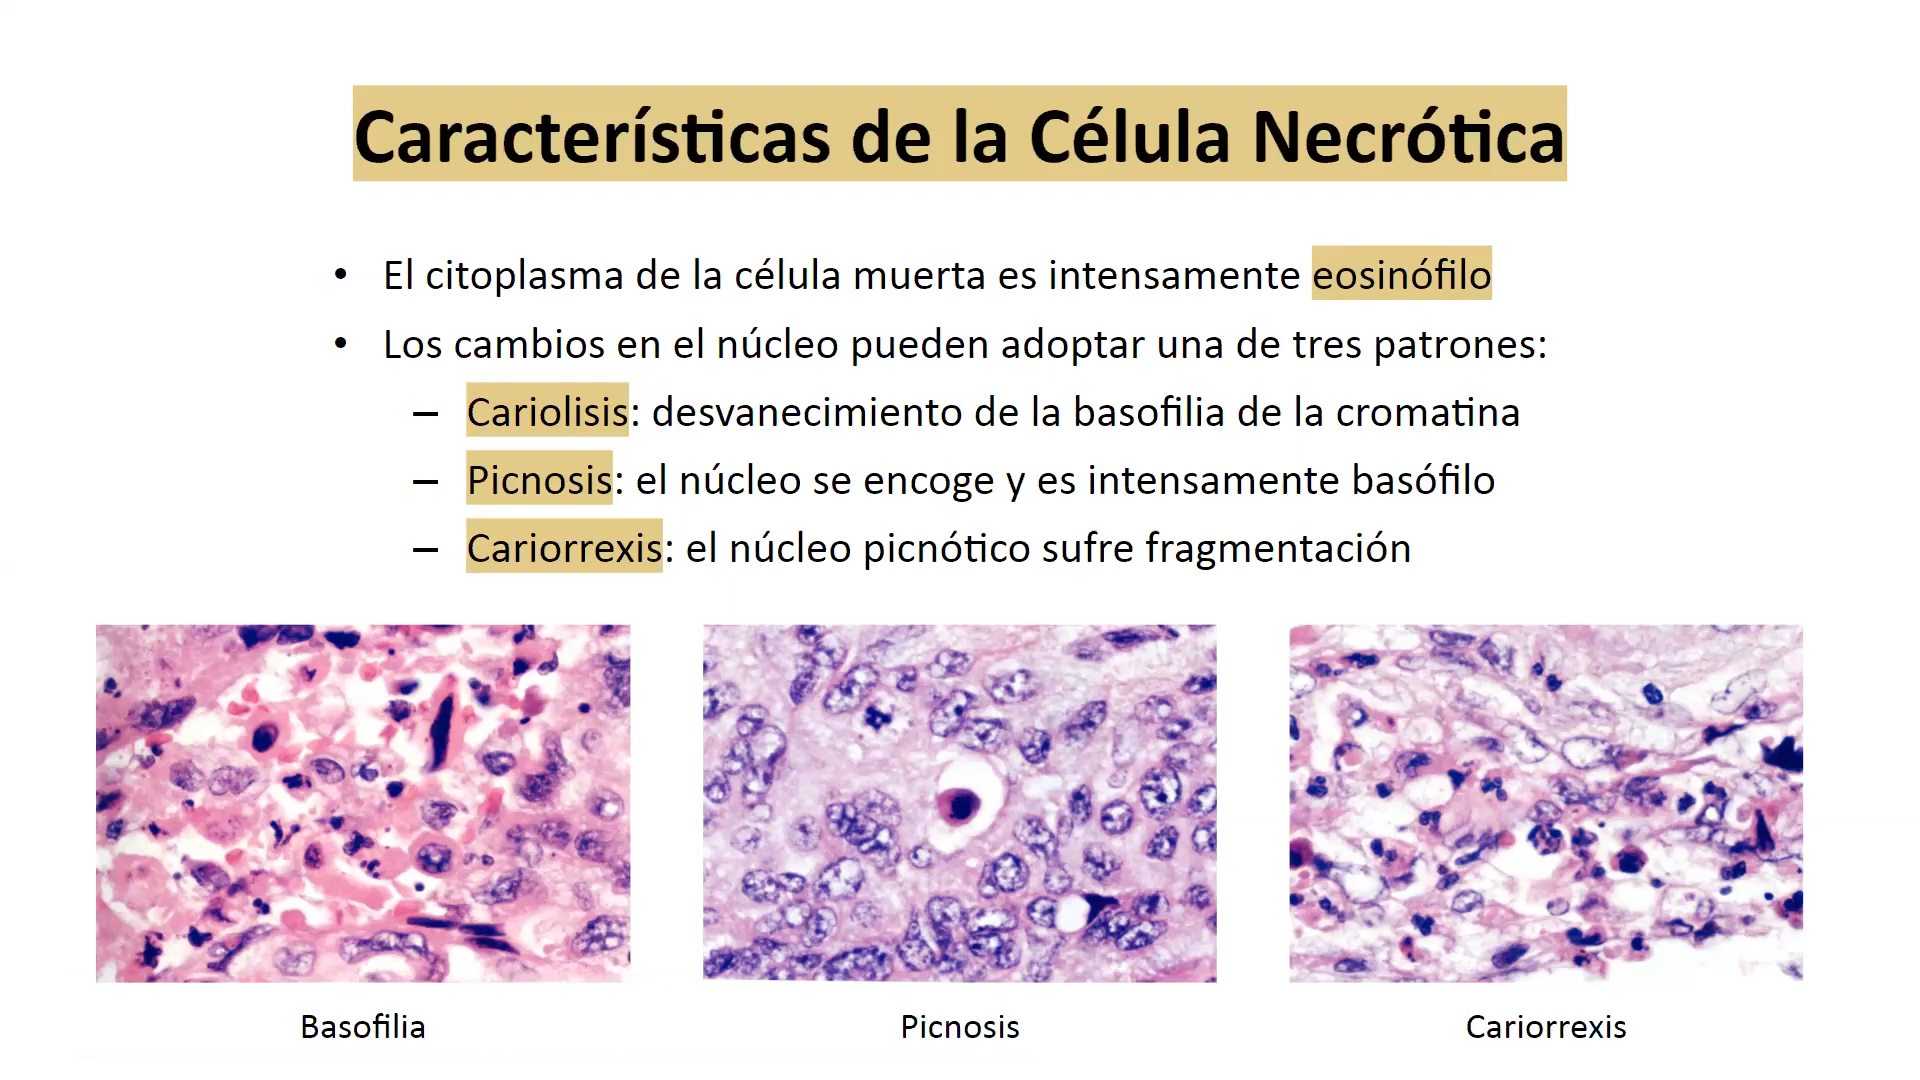 Características de la Célula Necrótica
• El citoplasma de la célula muerta es intensamente eosinófilo
• Los cambios en el núcleo pueden adoptar una de tres patrones:
– Cariolisis: desvanecimiento de la basofilia de la cromatina
– Picnosis: el núcleo se encoge y es intensamente basófilo
– Cariorrexis: el núcleo picnótico sufre fragmentación
Basofilia
Picnosis
Cariorrexis